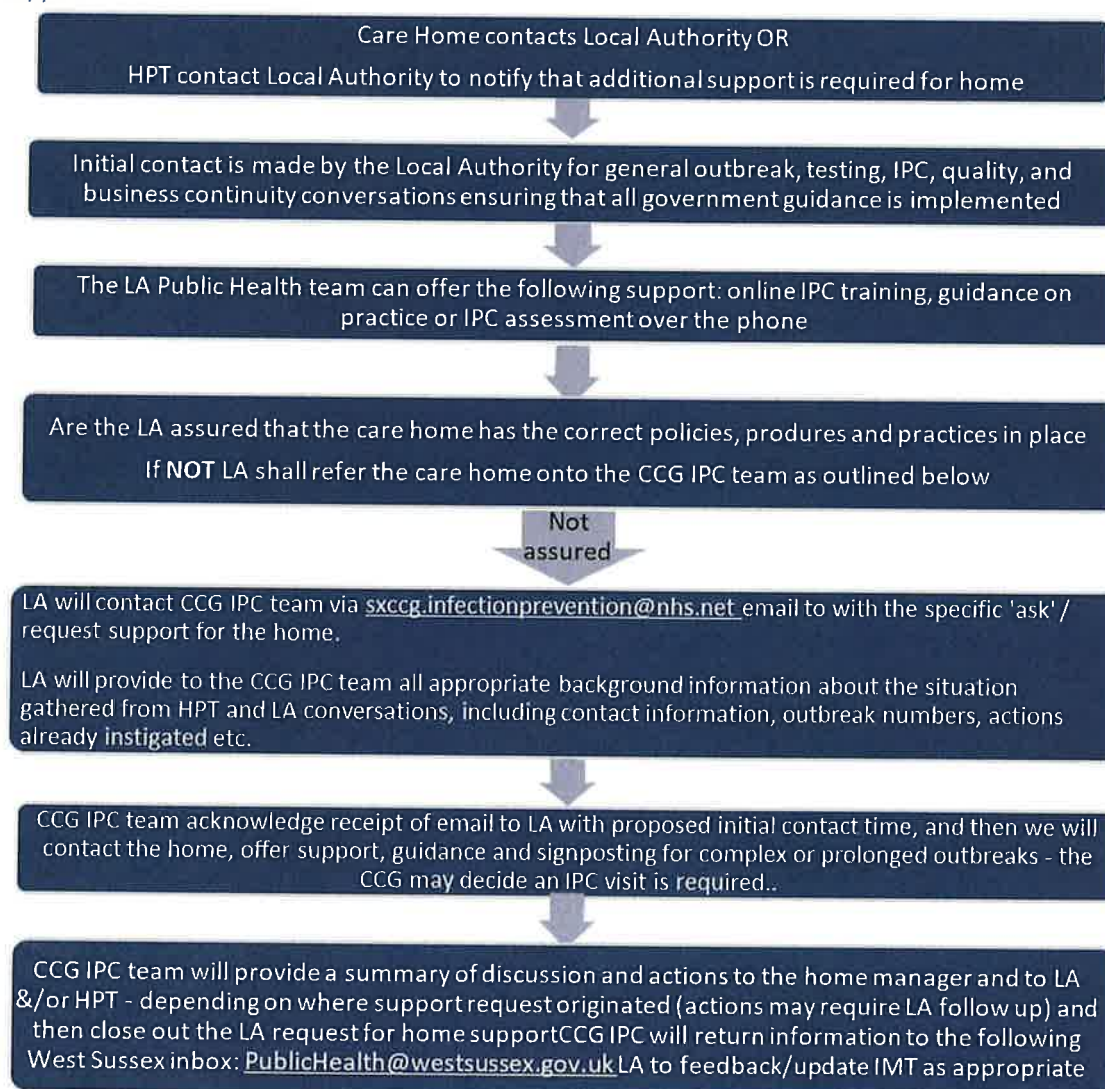 Care Home contacts Local Authority OR
HPT contact Local Authority to notify that additional support is required for home
Initial contact is made by the Local Authority for general outbreak, testing, IPC, quality, and
business continuity conversations ensuring that all government guidance is implemented
The LA Public Health team can offer the following support: online IPC training, guidance on
practice or IPC assessment over the phone
Are the LA assured that the care home has the correct policies, produres and practices in place
If NOT LA shall refer the care home onto the CCG IPC team as outlined below
Not
assured
LA will contact CCG IPC team via sxccg.infectionprevention@nhs.net email to with the specific 'ask'/
request support for the home.
LA will provide to the CCG IPC team all appropriate background information about the situation
gathered from HPT and LA conversations, including contact information, outbreak numbers, actions
already instigated etc.
CCG IPC team acknowledge receipt of email to LA with proposed initial contact time, and then we will
contact the home, offer support, guidance and signposting for complex or prolonged outbreaks - the
CCG may decide an IPC visit is required..
CCG IPC team will provide a summary of discussion and actions to the home manager and to LA
&/or HPT - depending on where support request originated (actions may require LA follow up) and
then close out the LA request for home supportCCG IPC will return information to the following
West Sussex inbox: PublicHealth@westsussex.gov.uk LA to feedback/update IMT as appropriate